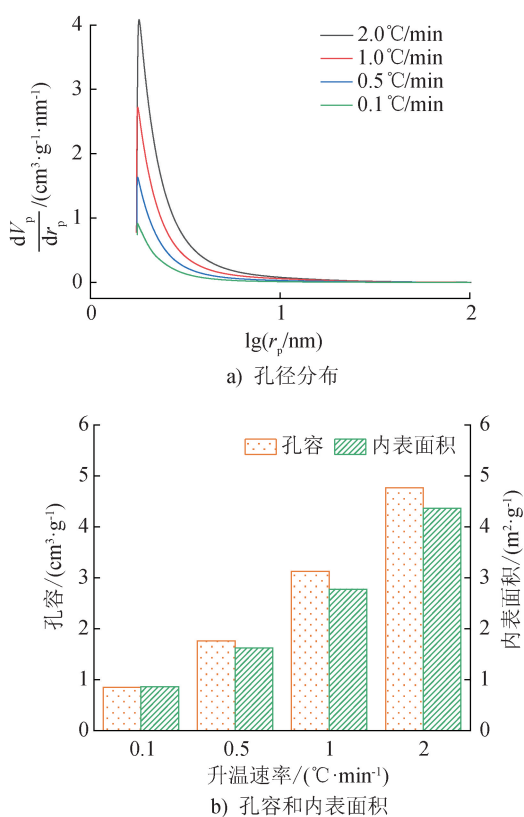 4
3
2
1
0
dVp/drp/(cm³·g⁻¹·nm⁻¹)
2.0℃/min
1.0℃/min
0.5℃/min
0.1℃/min
0 1 2
lg(rp/nm)
a) 孔径分布
6 6
5 5
4 4
3 3
2 2
1 1
0 0
孔容/(cm³·g⁻¹)
孔容 内表面积
内表面积/(m²·g⁻¹)
0.1 0.5 1 2
升温速率/(℃·min⁻¹)
b) 孔容和内表面积